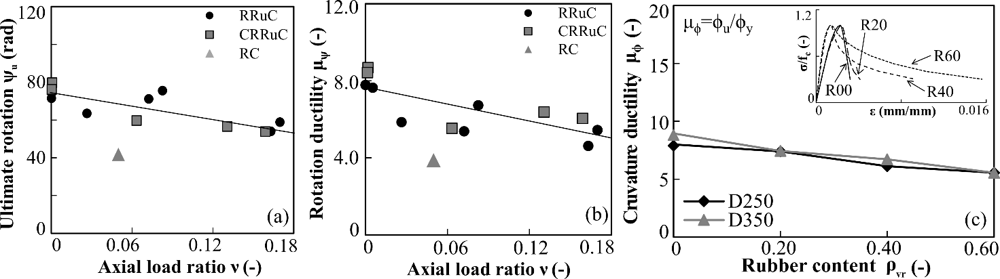 Ultimate rotation ψu (rad)
120
80
40
0
RRuC
CRRuC
RC
(a)
0
0.06
0.12
0.18
Axial load ratio ν (-)
Rotation ductility μψ (-)
12.0
8.0
4.0
0.0
RRuC
CRRuC
RC
(b)
0
0.06
0.12
0.18
Axial load ratio ν (-)
Cruvature ductility μϕ (-)
20
15
10
5
0
μϕ=ϕu/ϕy
σ/fc (-)
1.2
0
R20
R60
R00
R40
0
ε (mm/mm)
0.016
D250
D350
(c)
0
0.20
0.40
0.60
Rubber content ρvr (-)